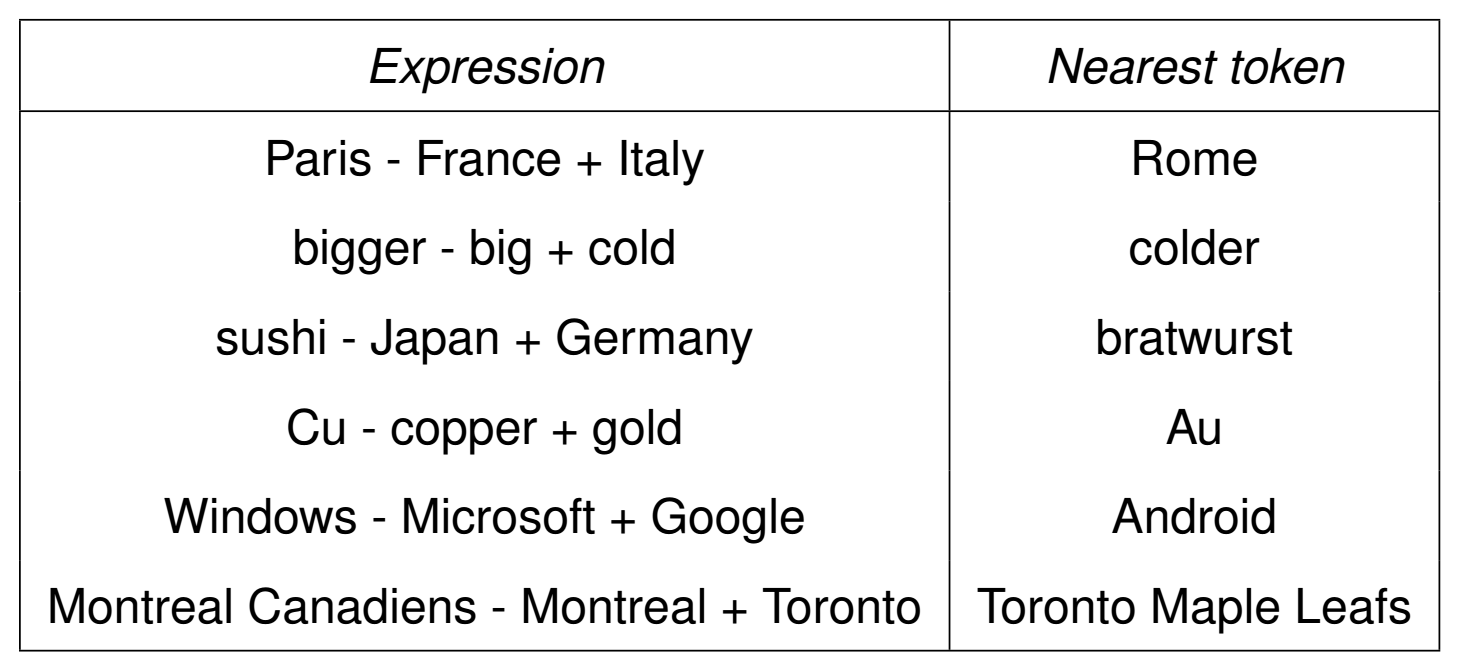 Expression Nearest token
Paris - France + Italy Rome
bigger - big + cold colder
sushi - Japan + Germany bratwurst
Cu - copper + gold Au
Windows - Microsoft + Google Android
Montreal Canadiens - Montreal + Toronto Toronto Maple Leafs